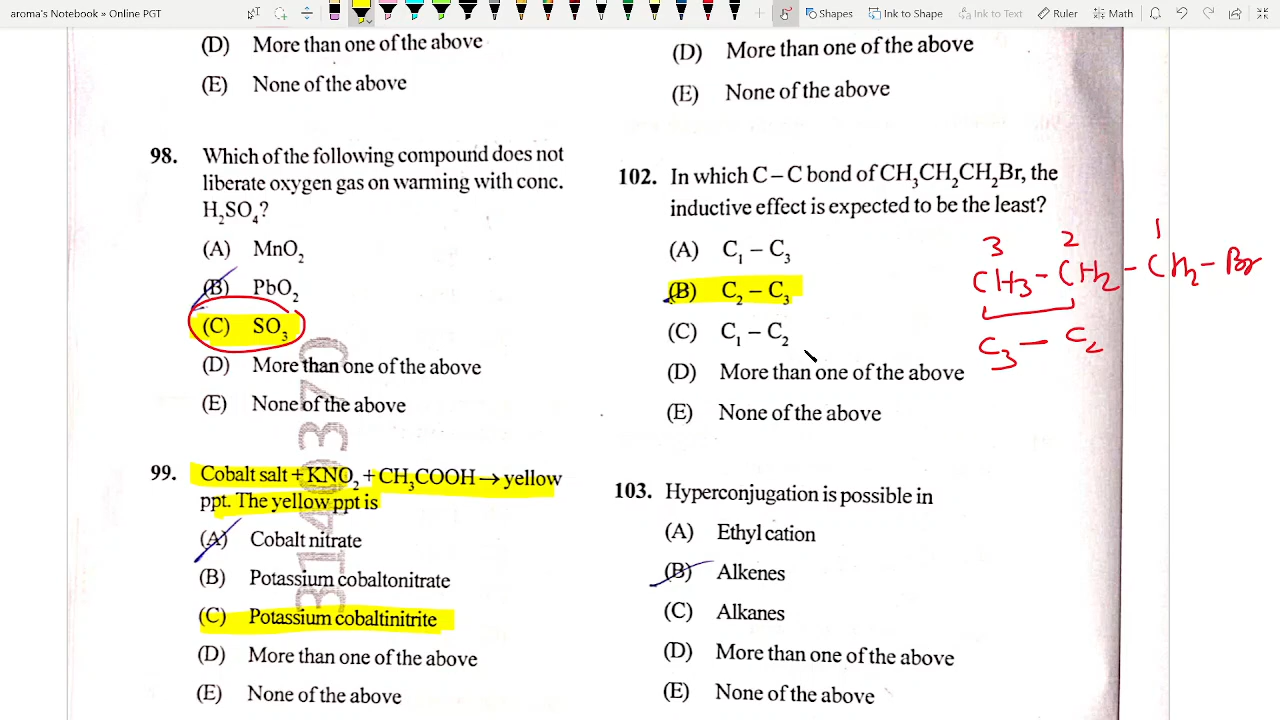 aroma's Notebook » Online PGT
Shapes
Ink to Shape
Ink to Text
Ruler
Math
(D) More than one of the above
(E) None of the above
98. Which of the following compound does not
liberate oxygen gas on warming with conc.
H₂SO₄?
(A) MnO₂
(B) PbO₂
(C) SO₃
(D) More than one of the above
(E) None of the above
99. Cobalt salt + KNO₂ + CH₃COOH → yellow
ppt. The yellow ppt is
(A) Cobalt nitrate
(B) Potassium cobaltonitrate
(C) Potassium cobaltinitrite
(D) More than one of the above
(E) None of the above
31140370
(D) More than one of the above
(E) None of the above
102. In which C – C bond of CH₃CH₂CH₂Br, the
inductive effect is expected to be the least?
(A) C₁ – C₃
(B) C₂ – C₃
(C) C₁ – C₂
(D) More than one of the above
(E) None of the above
3 2 1
CH₃ – CH₂ – CH₂ – Br
C₃ – C₂
103. Hyperconjugation is possible in
(A) Ethyl cation
(B) Alkenes
(C) Alkanes
(D) More than one of the above
(E) None of the above